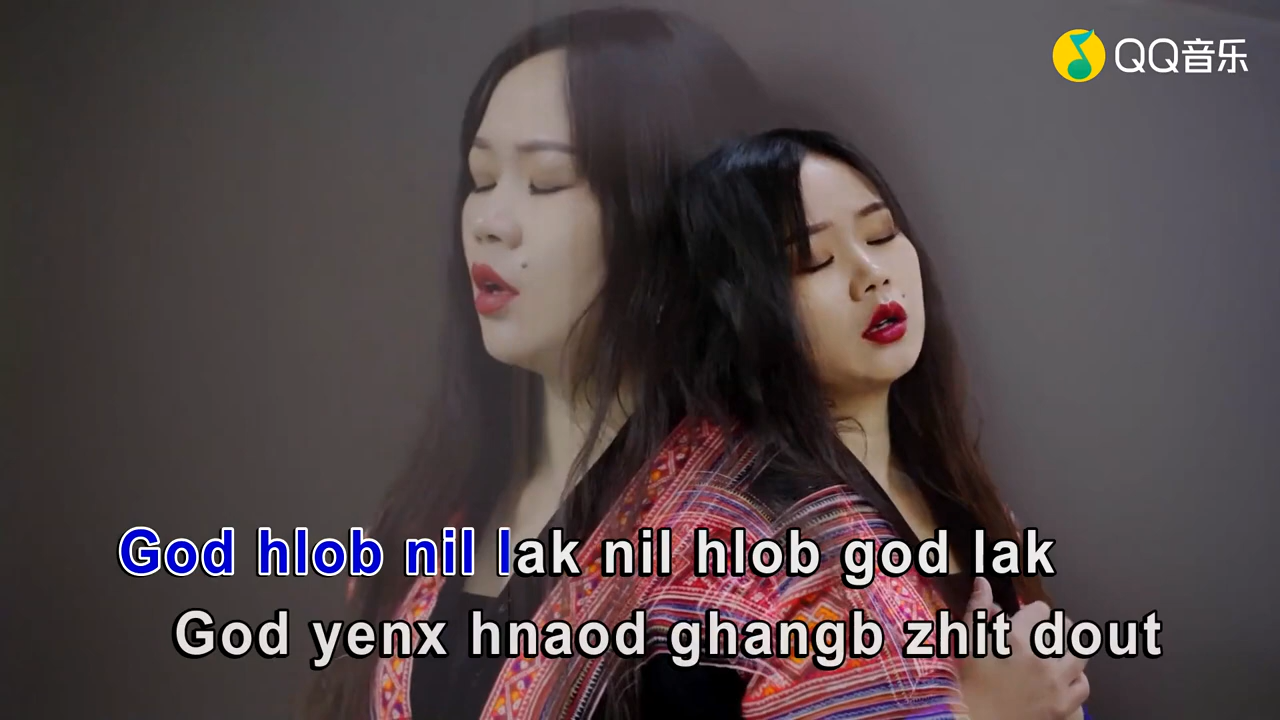 QQ音乐
God hlob nil lak nil hlob god lak
God yenx hnaod ghangb zhit dout